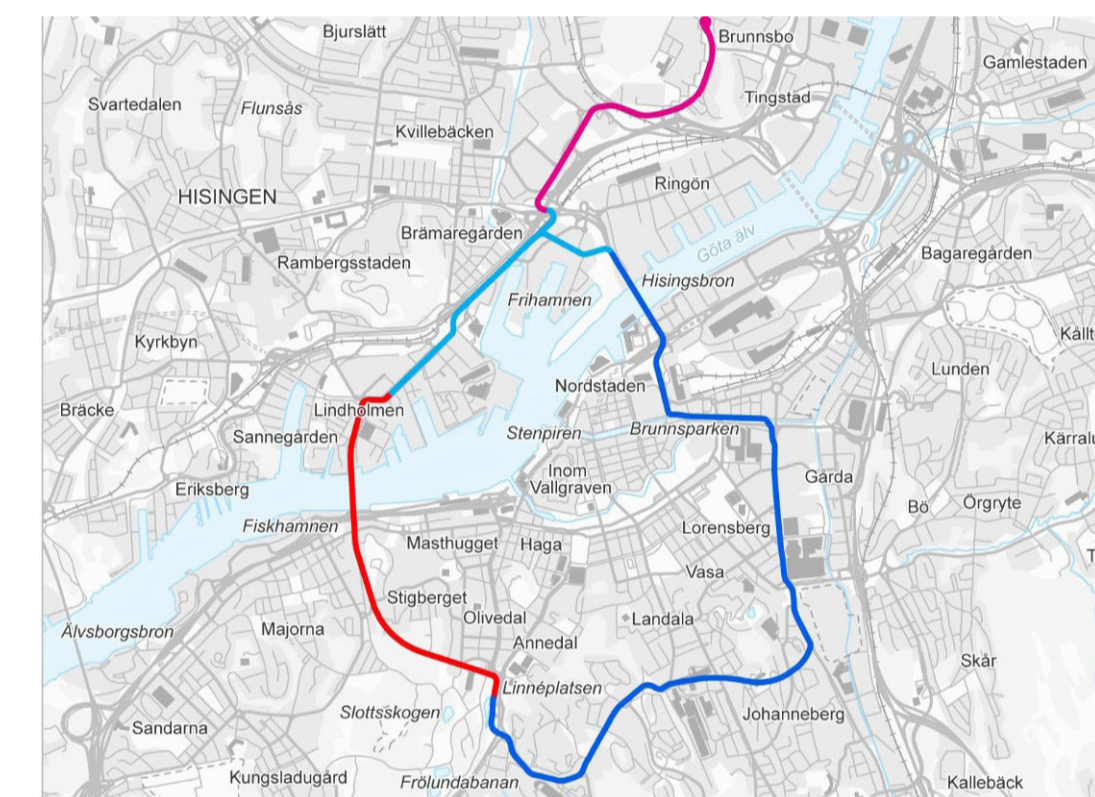 Bjurslätt
Brunnsbo
Gamlestaden
Svartedalen
Flunsås
Tingstad
Kvillebäcken
HISINGEN
Ringön
Brämaregården
Göta älv
Rambergsstaden
Bagaregården
Hisingsbron
Frihamnen
Kyrkbyn
Källt
Lunden
Nordstaden
Bräcke
Lindholmen
Sannegården
Stenpiren
Brunnsparken
Kärralu
Inom
Vallgraven
Gårda
Eriksberg
Bö
Örgryte
Fiskhamnen
Lorensberg
Masthugget
Haga
T
Vasa
Stigberget
Olivedal
Landala
Älvsborgsbron
Majorna
Annedal
Skår
Linnéplatsen
Slottsskogen
Johanneberg
Sandarna
Kungsladugård
Frölundabanan
Kallebäck